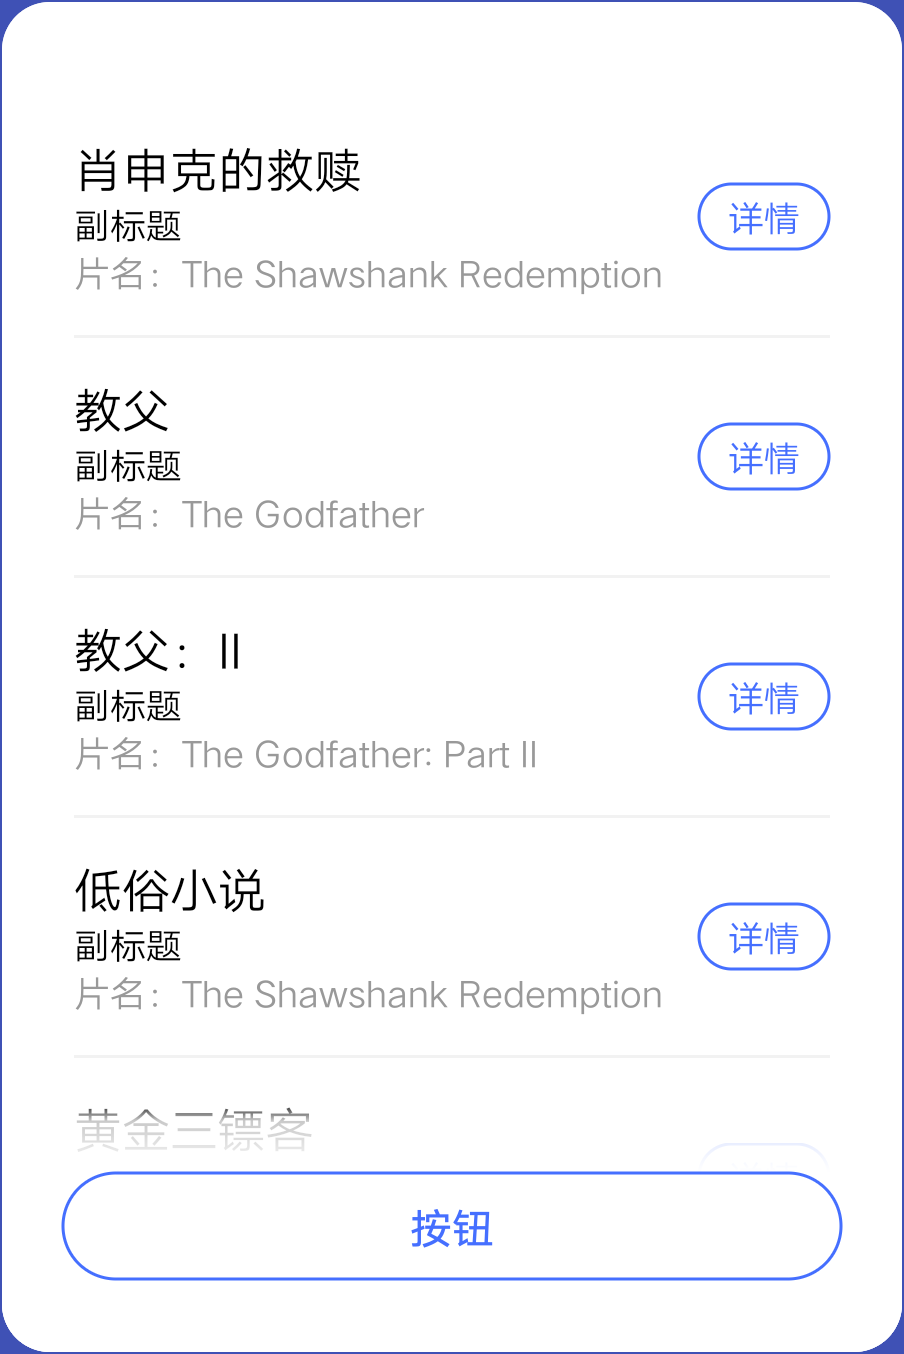 肖申克的救赎
副标题
片名：The Shawshank Redemption
详情
教父
副标题
片名：The Godfather
详情
教父：II
副标题
片名：The Godfather: Part II
详情
低俗小说
副标题
片名：The Shawshank Redemption
详情
黄金三镖客
按钮